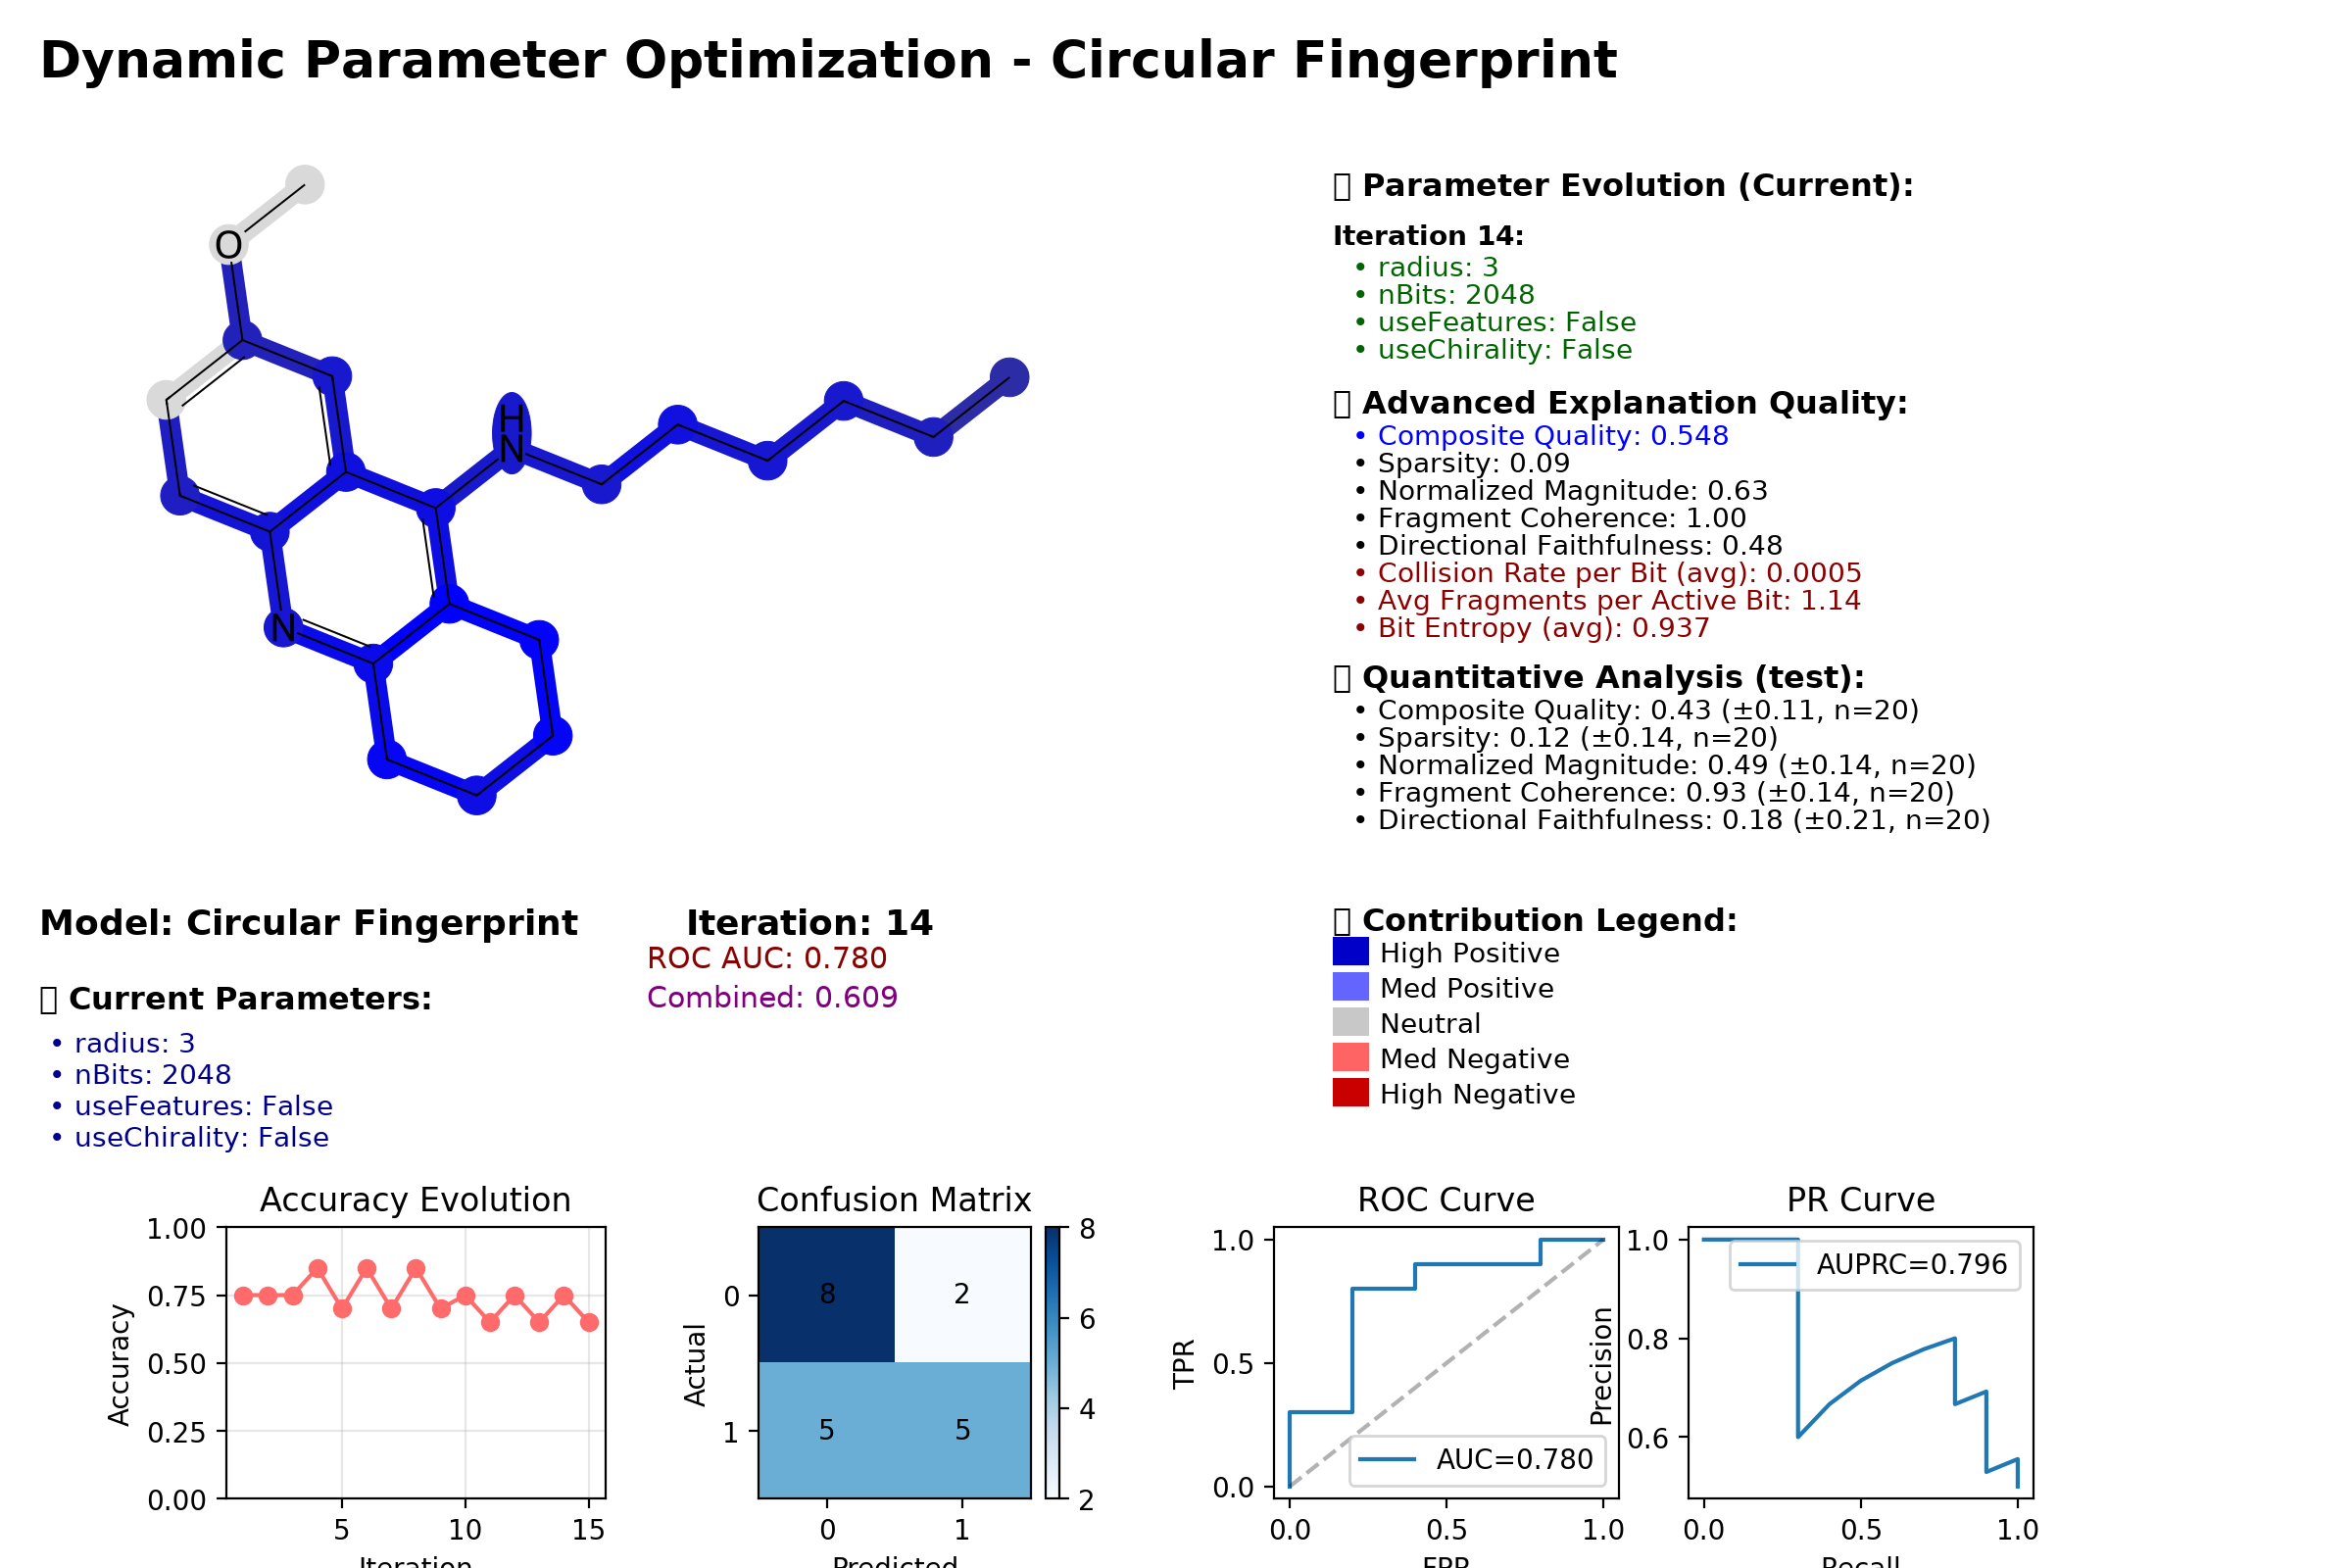 Dynamic Parameter Optimization - Circular Fingerprint
O
H
N
N
Parameter Evolution (Current):
Iteration 14:
• radius: 3
• nBits: 2048
• useFeatures: False
• useChirality: False
Advanced Explanation Quality:
• Composite Quality: 0.548
• Sparsity: 0.09
• Normalized Magnitude: 0.63
• Fragment Coherence: 1.00
• Directional Faithfulness: 0.48
• Collision Rate per Bit (avg): 0.0005
• Avg Fragments per Active Bit: 1.14
• Bit Entropy (avg): 0.937
Quantitative Analysis (test):
• Composite Quality: 0.43 (±0.11, n=20)
• Sparsity: 0.12 (±0.14, n=20)
• Normalized Magnitude: 0.49 (±0.14, n=20)
• Fragment Coherence: 0.93 (±0.14, n=20)
• Directional Faithfulness: 0.18 (±0.21, n=20)
Model: Circular Fingerprint
Iteration: 14
ROC AUC: 0.780
Combined: 0.609
Current Parameters:
• radius: 3
• nBits: 2048
• useFeatures: False
• useChirality: False
Contribution Legend:
High Positive
Med Positive
Neutral
Med Negative
High Negative
Accuracy Evolution
1.00
0.75
0.50
0.25
0.00
Accuracy
5 10 15
Iteration
Confusion Matrix
8 2
5 5
0
1
Actual
0 1
Predicted
8
6
4
2
ROC Curve
1.0
0.5
0.0
TPR
AUC=0.780
0.0 0.5 1.0
FPR
PR Curve
1.0
0.8
0.6
Precision
AUPRC=0.796
0.0 0.5 1.0
Recall